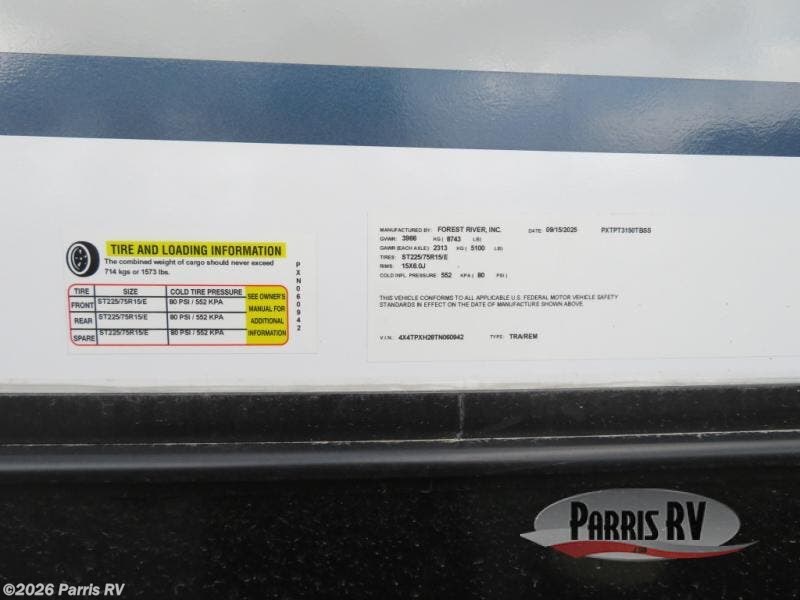 TIRE AND LOADING INFORMATION
The combined weight of cargo should never exceed
714 kgs or 1573 lbs.
TIRE SIZE COLD TIRE PRESSURE
FRONT ST225/75R15/E 80 PSI / 552 KPA
REAR ST225/75R15/E 80 PSI / 552 KPA
SPARE ST225/75R15/E 80 PSI / 552 KPA
SEE OWNER'S
MANUAL FOR
ADDITIONAL
INFORMATION
PXN060942
MANUFACTURED BY: FOREST RIVER, INC. DATE: 09/15/2025 PXTPT3150TBSS
GVWR: 3966 KG ( 8743 LB)
GAWR (EACH AXLE) 2313 KG ( 5100 LB)
TIRES: ST225/75R15/E
RIMS: 15X6.0J
COLD INFL. PRESSURE: 552 KPA ( 80 PSI )
THIS VEHICLE CONFORMS TO ALL APPLICABLE U.S. FEDERAL MOTOR VEHICLE SAFETY
STANDARDS IN EFFECT ON THE DATE OF MANUFACTURE SHOWN ABOVE.
V.I.N.: 4X4TPXH28TN060942 TYPE: TRA/REM
PARRIS RV
©2026 Parris RV